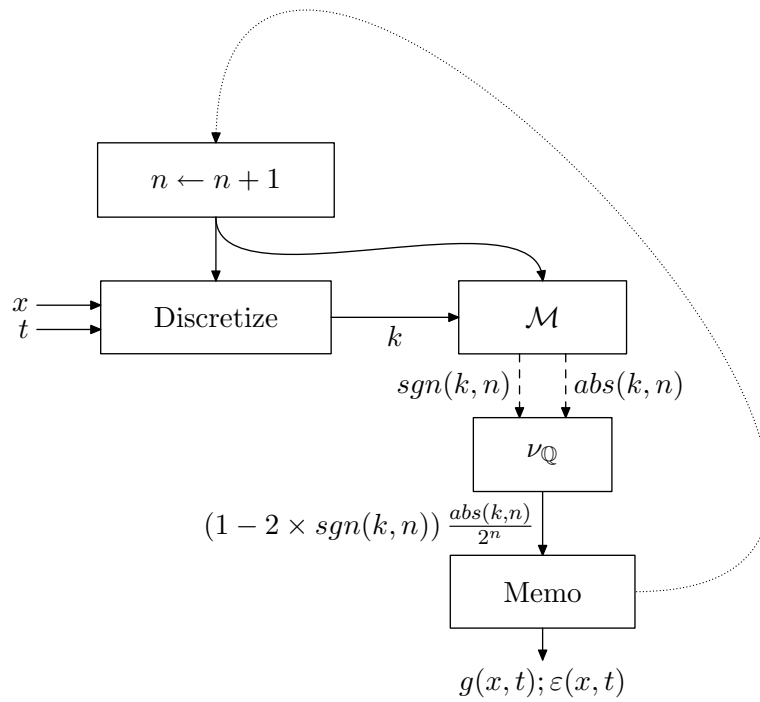 n ← n + 1
x
t
Discretize
k
ℳ
sgn(k, n)
abs(k, n)
ν_ℚ
(1 − 2 × sgn(k, n)) abs(k,n)/2^n
Memo
g(x, t); ε(x, t)